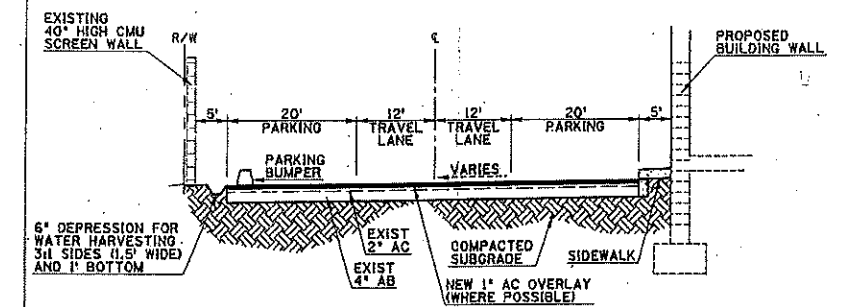 EXISTING
40" HIGH CMU
SCREEN WALL
R/W
℄
PROPOSED
BUILDING WALL
5' 20' 12' 12' 20' 5'
PARKING TRAVEL LANE TRAVEL LANE PARKING
PARKING
BUMPER
VARIES
6" DEPRESSION FOR
WATER HARVESTING
3:1 SIDES (1.5' WIDE)
AND 1' BOTTOM
EXIST
2" AC
EXIST
4" AB
COMPACTED
SUBGRADE
SIDEWALK
NEW 1" AC OVERLAY
(WHERE POSSIBLE)